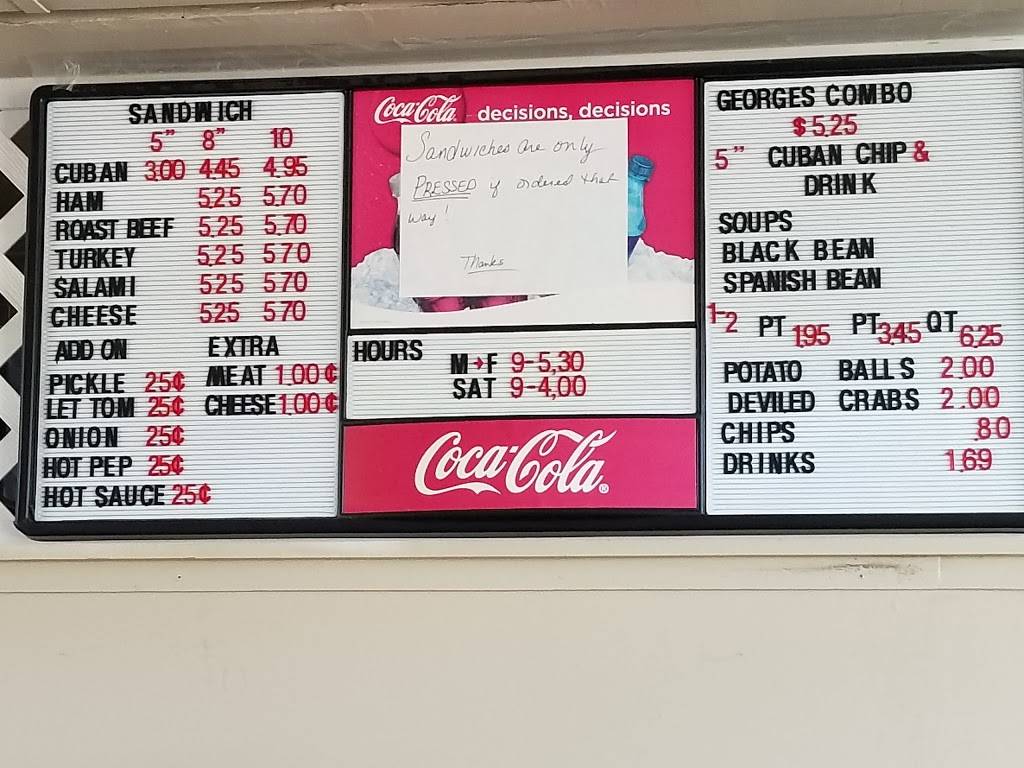 SANDWICH
5" 8" 10
CUBAN 3.00 4.45 4.95
HAM 5.25 5.70
ROAST BEEF 5.25 5.70
TURKEY 5.25 5.70
SALAMI 5.25 5.70
CHEESE 5.25 5.70
ADD ON EXTRA
PICKLE 25¢ MEAT 1.00¢
LET TOM 25¢ CHEESE 1.00¢
ONION 25¢
HOT PEP 25¢
HOT SAUCE 25¢
Coca-Cola decisions, decisions
Sandwiches are only
PRESSED if ordered that
way!
Thanks
HOURS
M→F 9-5,30
SAT 9-4,00
Coca-Cola®
GEORGES COMBO
$5.25
5" CUBAN CHIP &
DRINK
SOUPS
BLACK BEAN
SPANISH BEAN
1-2 PT 1.95 PT 3.45 QT 6.25
POTATO BALLS 2.00
DEVILED CRABS 2.00
CHIPS .80
DRINKS 1.69